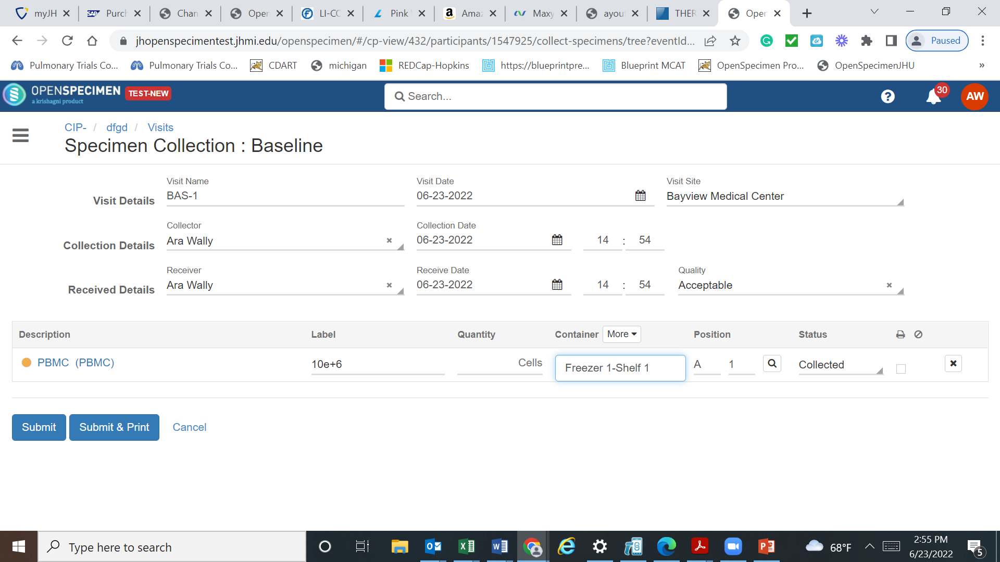 myJH
Purch
Chan
Open
LI-CO
Pink
Amaz
Maxy
ayou
THER
Oper
jhopenspecimentest.jhmi.edu/openspecimen/#/cp-view/432/participants/1547925/collect-specimens/tree?eventId...
Paused
Pulmonary Trials Co...
Pulmonary Trials Co...
CDART
michigan
REDCap-Hopkins
https://blueprintpre...
Blueprint MCAT
OpenSpecimen Pro...
OpenSpecimenJHU
»
OPENSPECIMEN
a krishagni product
TEST-NEW
Search...
30
AW
CIP- / dfgd / Visits
Specimen Collection : Baseline
Visit Details
Visit Name
BAS-1
Visit Date
06-23-2022
Visit Site
Bayview Medical Center
Collection Details
Collector
Ara Wally
Collection Date
06-23-2022
14 : 54
Received Details
Receiver
Ara Wally
Receive Date
06-23-2022
14 : 54
Quality
Acceptable
Description Label Quantity Container More Position Status
PBMC (PBMC) 10e+6 Cells Freezer 1-Shelf 1 A 1 Collected
Submit
Submit & Print
Cancel
Type here to search
68°F
2:55 PM
6/23/2022
5